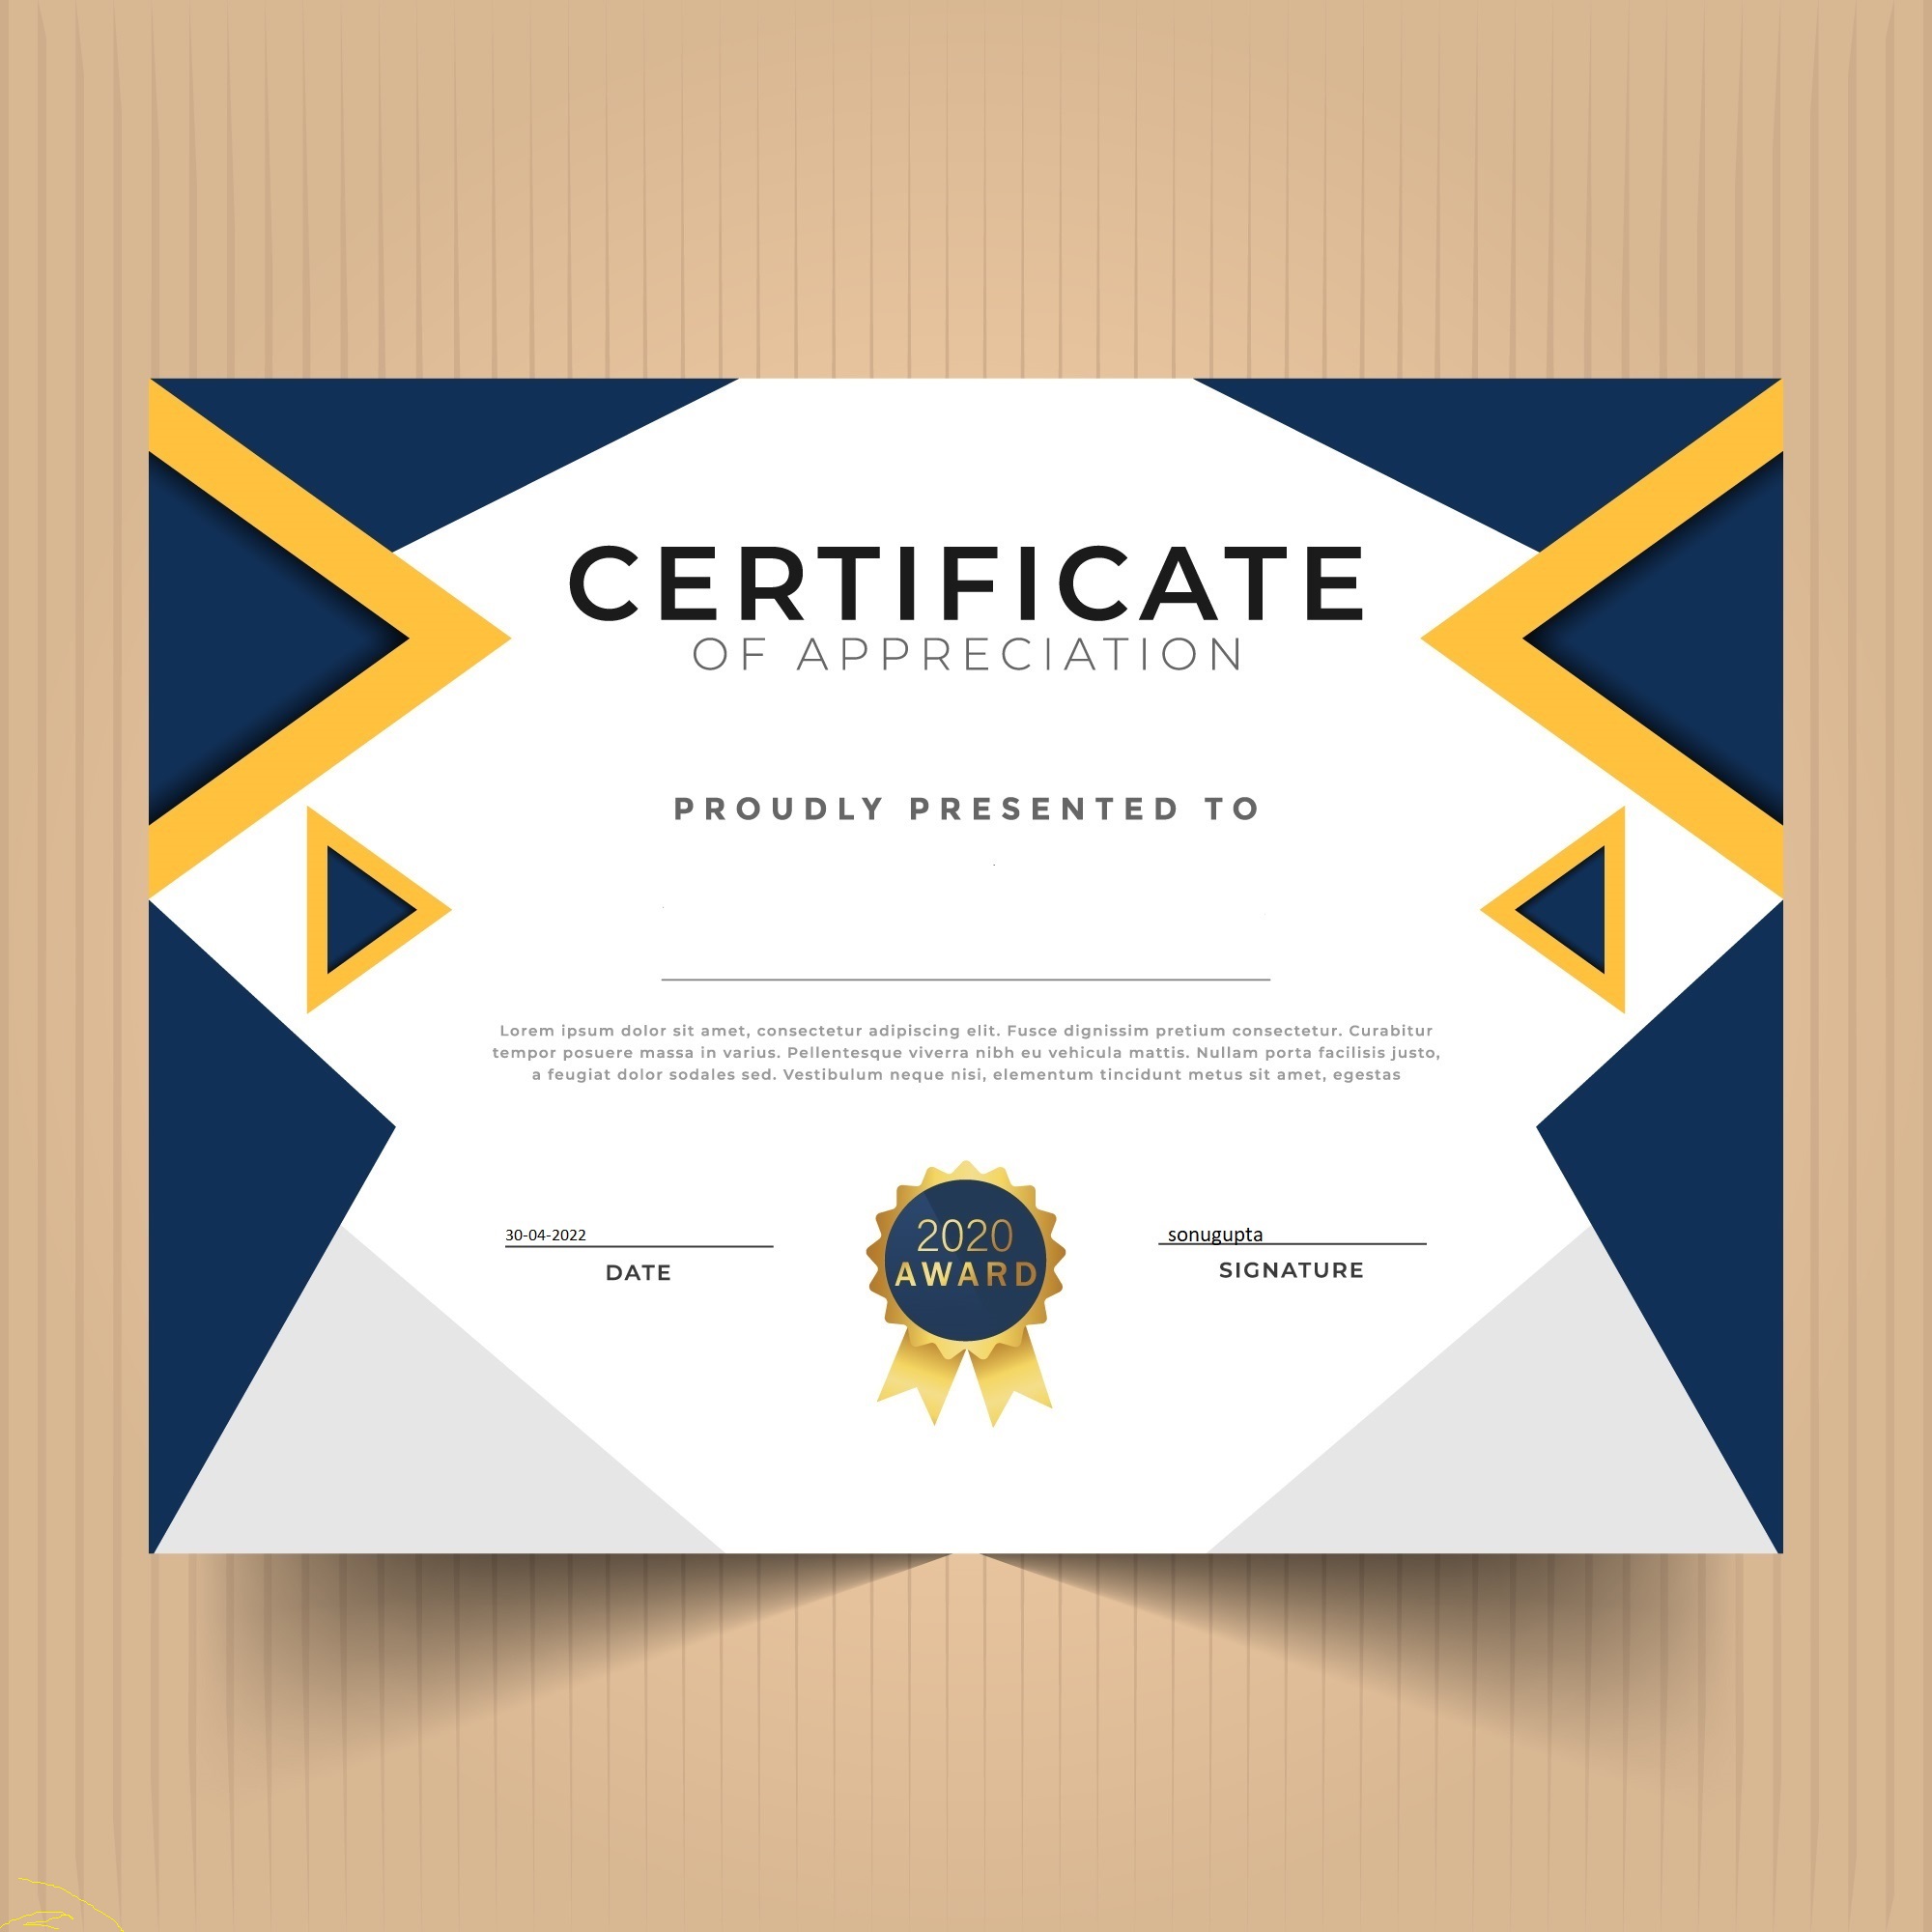 CERTIFICATE
OF APPRECIATION
PROUDLY PRESENTED TO
Lorem ipsum dolor sit amet, consectetur adipiscing elit. Fusce dignissim pretium consectetur. Curabitur
tempor posuere massa in varius. Pellentesque viverra nibh eu vehicula mattis. Nullam porta facilisis justo,
a feugiat dolor sodales sed. Vestibulum neque nisi, elementum tincidunt metus sit amet, egestas
30-04-2022
DATE
2020
AWARD
sonugupta
SIGNATURE